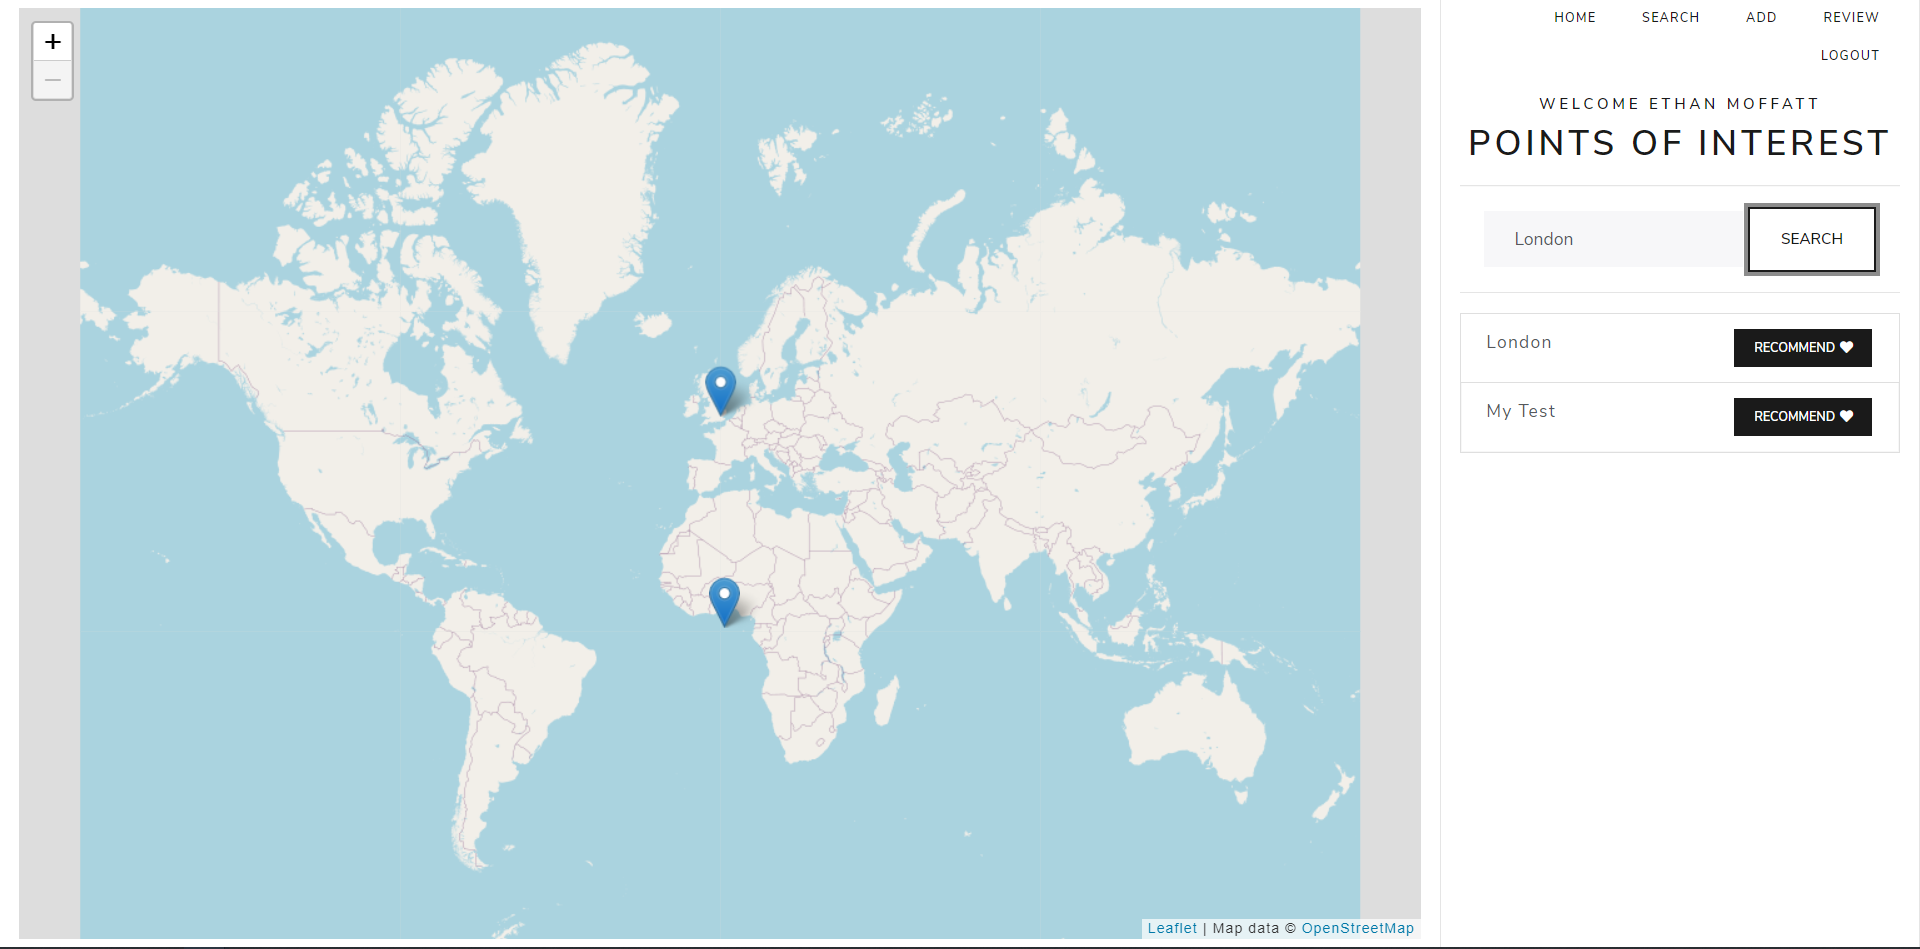 +
−
HOME SEARCH ADD REVIEW
LOGOUT
WELCOME ETHAN MOFFATT
POINTS OF INTEREST
London SEARCH
London RECOMMEND
My Test RECOMMEND
Leaflet | Map data © OpenStreetMap